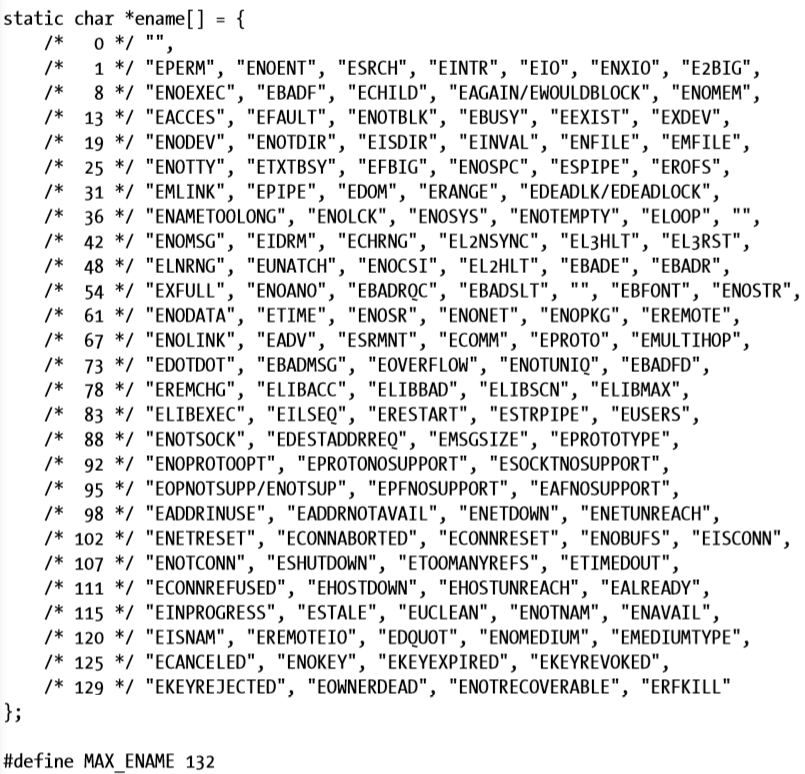 static char *ename[] = {
    /*   0 */ "",
    /*   1 */ "EPERM", "ENOENT", "ESRCH", "EINTR", "EIO", "ENXIO", "E2BIG",
    /*   8 */ "ENOEXEC", "EBADF", "ECHILD", "EAGAIN/EWOULDBLOCK", "ENOMEM",
    /*  13 */ "EACCES", "EFAULT", "ENOTBLK", "EBUSY", "EEXIST", "EXDEV",
    /*  19 */ "ENODEV", "ENOTDIR", "EISDIR", "EINVAL", "ENFILE", "EMFILE",
    /*  25 */ "ENOTTY", "ETXTBSY", "EFBIG", "ENOSPC", "ESPIPE", "EROFS",
    /*  31 */ "EMLINK", "EPIPE", "EDOM", "ERANGE", "EDEADLK/EDEADLOCK",
    /*  36 */ "ENAMETOOLONG", "ENOLCK", "ENOSYS", "ENOTEMPTY", "ELOOP", "",
    /*  42 */ "ENOMSG", "EIDRM", "ECHRNG", "EL2NSYNC", "EL3HLT", "EL3RST",
    /*  48 */ "ELNRNG", "EUNATCH", "ENOCSI", "EL2HLT", "EBADE", "EBADR",
    /*  54 */ "EXFULL", "ENOANO", "EBADRQC", "EBADSLT", "", "EBFONT", "ENOSTR",
    /*  61 */ "ENODATA", "ETIME", "ENOSR", "ENONET", "ENOPKG", "EREMOTE",
    /*  67 */ "ENOLINK", "EADV", "ESRMNT", "ECOMM", "EPROTO", "EMULTIHOP",
    /*  73 */ "EDOTDOT", "EBADMSG", "EOVERFLOW", "ENOTUNIQ", "EBADFD",
    /*  78 */ "EREMCHG", "ELIBACC", "ELIBBAD", "ELIBSCN", "ELIBMAX",
    /*  83 */ "ELIBEXEC", "EILSEQ", "ERESTART", "ESTRPIPE", "EUSERS",
    /*  88 */ "ENOTSOCK", "EDESTADDRREQ", "EMSGSIZE", "EPROTOTYPE",
    /*  92 */ "ENOPROTOOPT", "EPROTONOSUPPORT", "ESOCKTNOSUPPORT",
    /*  95 */ "EOPNOTSUPP/ENOTSUP", "EPFNOSUPPORT", "EAFNOSUPPORT",
    /*  98 */ "EADDRINUSE", "EADDRNOTAVAIL", "ENETDOWN", "ENETUNREACH",
    /* 102 */ "ENETRESET", "ECONNABORTED", "ECONNRESET", "ENOBUFS", "EISCONN",
    /* 107 */ "ENOTCONN", "ESHUTDOWN", "ETOOMANYREFS", "ETIMEDOUT",
    /* 111 */ "ECONNREFUSED", "EHOSTDOWN", "EHOSTUNREACH", "EALREADY",
    /* 115 */ "EINPROGRESS", "ESTALE", "EUCLEAN", "ENOTNAM", "ENAVAIL",
    /* 120 */ "EISNAM", "EREMOTEIO", "EDQUOT", "ENOMEDIUM", "EMEDIUMTYPE",
    /* 125 */ "ECANCELED", "ENOKEY", "EKEYEXPIRED", "EKEYREVOKED",
    /* 129 */ "EKEYREJECTED", "EOWNERDEAD", "ENOTRECOVERABLE", "ERFKILL"
};

#define MAX_ENAME 132